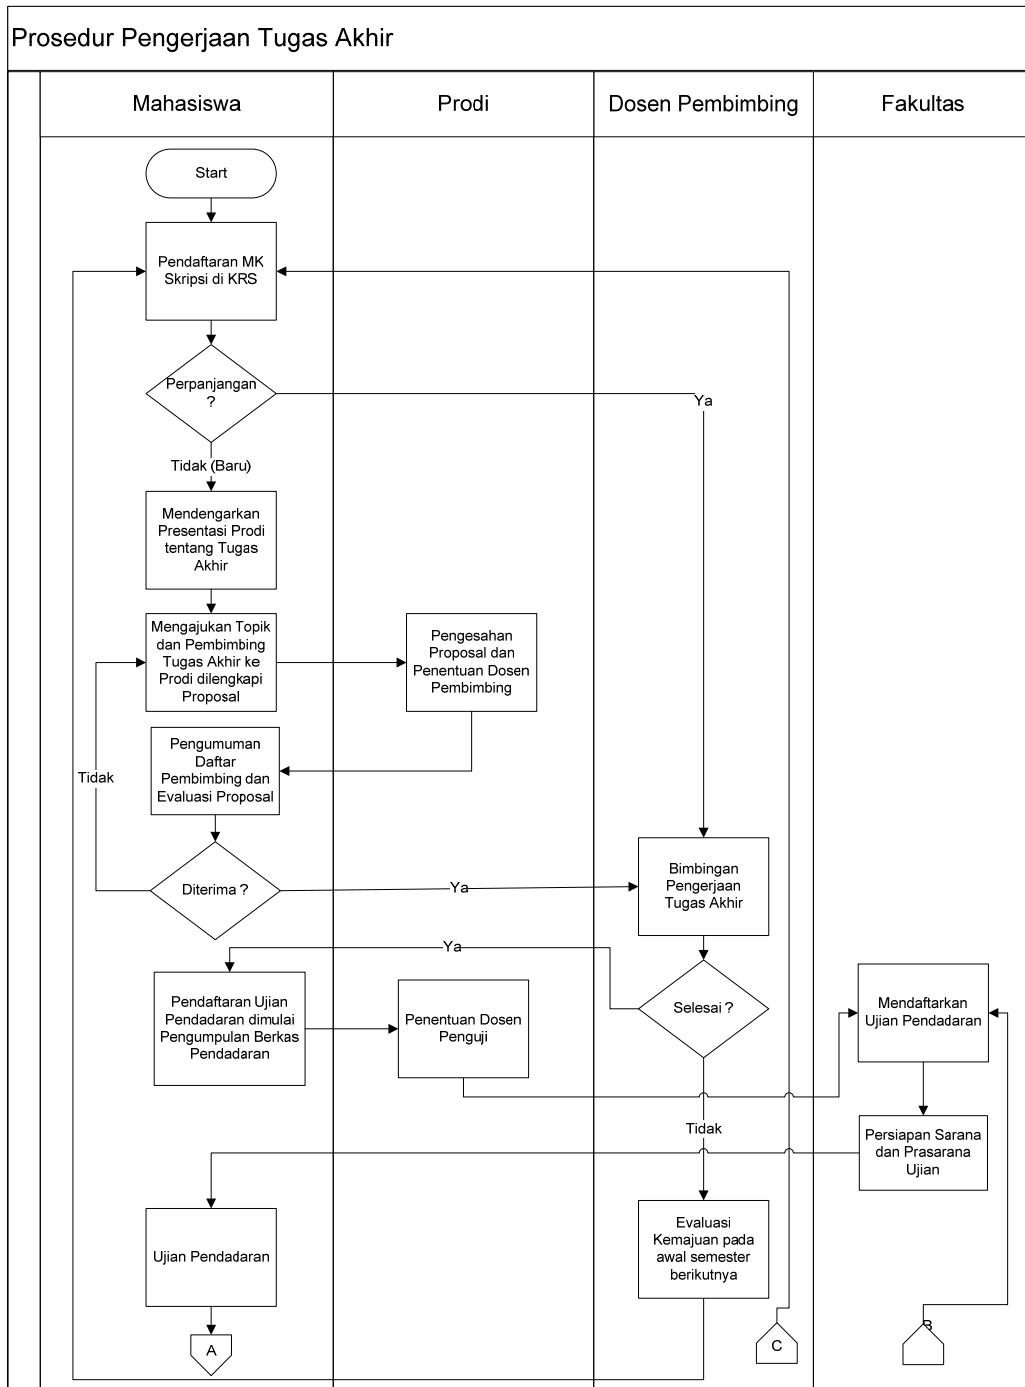 Prosedur Pengerjaan Tugas Akhir
Mahasiswa
Prodi
Dosen Pembimbing
Fakultas
Start
Pendaftaran MK
Skripsi di KRS
Perpanjangan
?
Ya
Tidak (Baru)
Mendengarkan
Presentasi Prodi
tentang Tugas
Akhir
Mengajukan Topik
dan Pembimbing
Tugas Akhir ke
Prodi dilengkapi
Proposal
Pengesahan
Proposal dan
Penentuan Dosen
Pembimbing
Pengumuman
Daftar
Pembimbing dan
Evaluasi Proposal
Tidak
Diterima ?
Ya
Bimbingan
Pengerjaan
Tugas Akhir
Ya
Selesai ?
Pendaftaran Ujian
Pendadaran dimulai
Pengumpulan Berkas
Pendadaran
Penentuan Dosen
Penguji
Mendaftarkan
Ujian Pendadaran
Tidak
Persiapan Sarana
dan Prasarana
Ujian
Ujian Pendadaran
Evaluasi
Kemajuan pada
awal semester
berikutnya
A
C
B